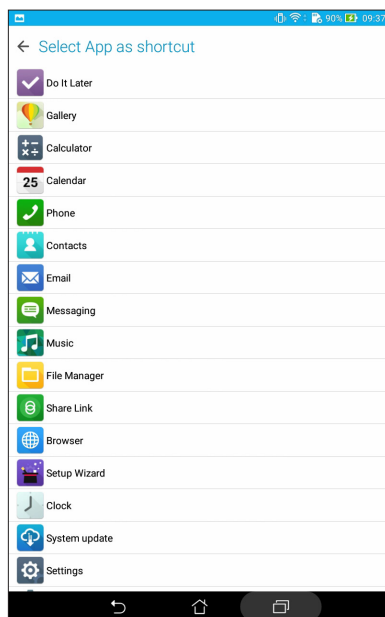 90% 09:37
Select App as shortcut
Do It Later
Gallery
Calculator
25 Calendar
Phone
Contacts
Email
Messaging
Music
File Manager
Share Link
Browser
Setup Wizard
Clock
System update
Settings